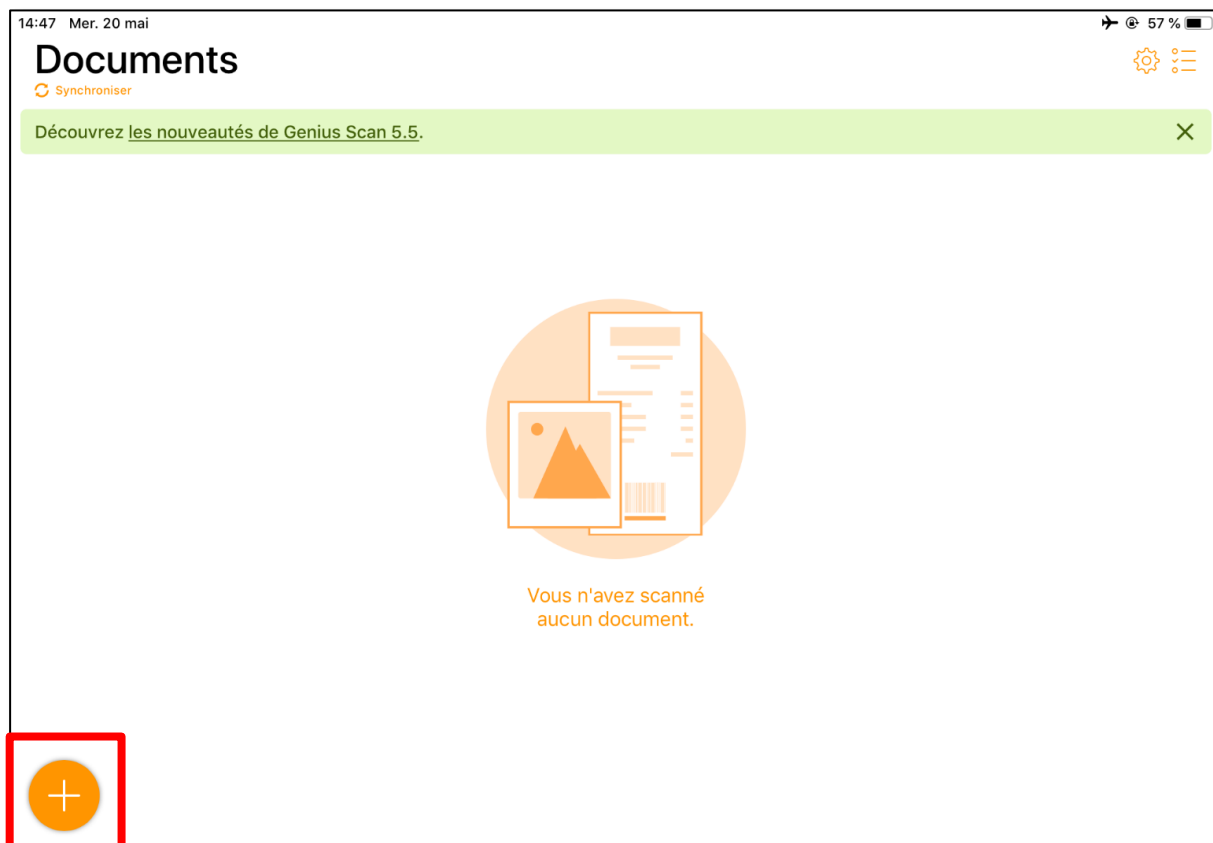 14:47 Mer. 20 mai
57 %
Documents
Synchroniser
Découvrez les nouveautés de Genius Scan 5.5.
Vous n'avez scanné
aucun document.